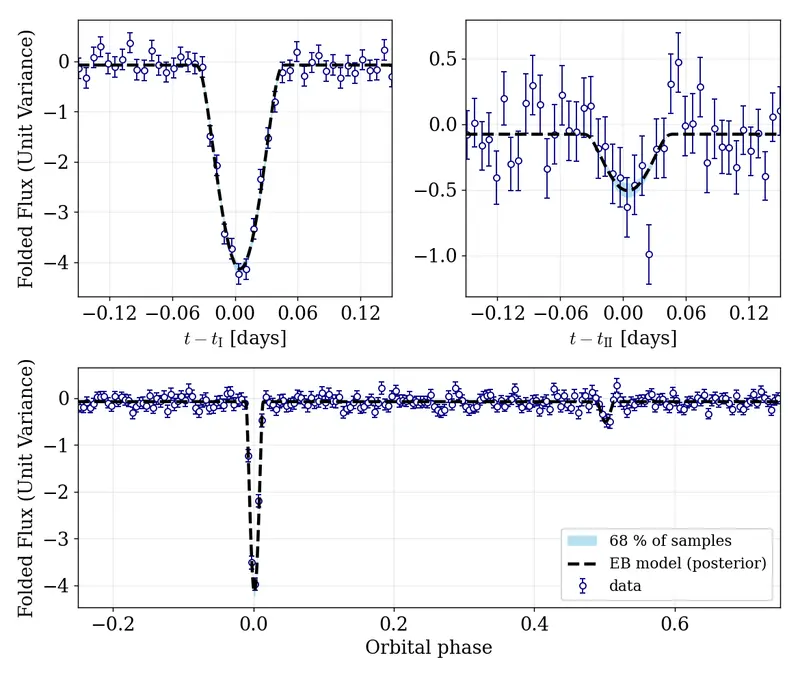 Folded Flux (Unit Variance)
0
−1
−2
−3
−4
−0.12 −0.06 0.00 0.06 0.12
t − t_I [days]
0.5
0.0
−0.5
−1.0
−0.12 −0.06 0.00 0.06 0.12
t − t_II [days]
Folded Flux (Unit Variance)
0
−1
−2
−3
−4
68 % of samples
EB model (posterior)
data
−0.2 0.0 0.2 0.4 0.6
Orbital phase